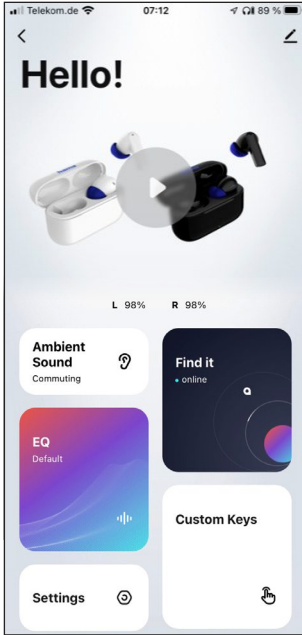 Telekom.de 07:12 89 %
Hello!
L 98% R 98%
Ambient
Sound
Commuting
Find it
online
EQ
Default
Custom Keys
Settings